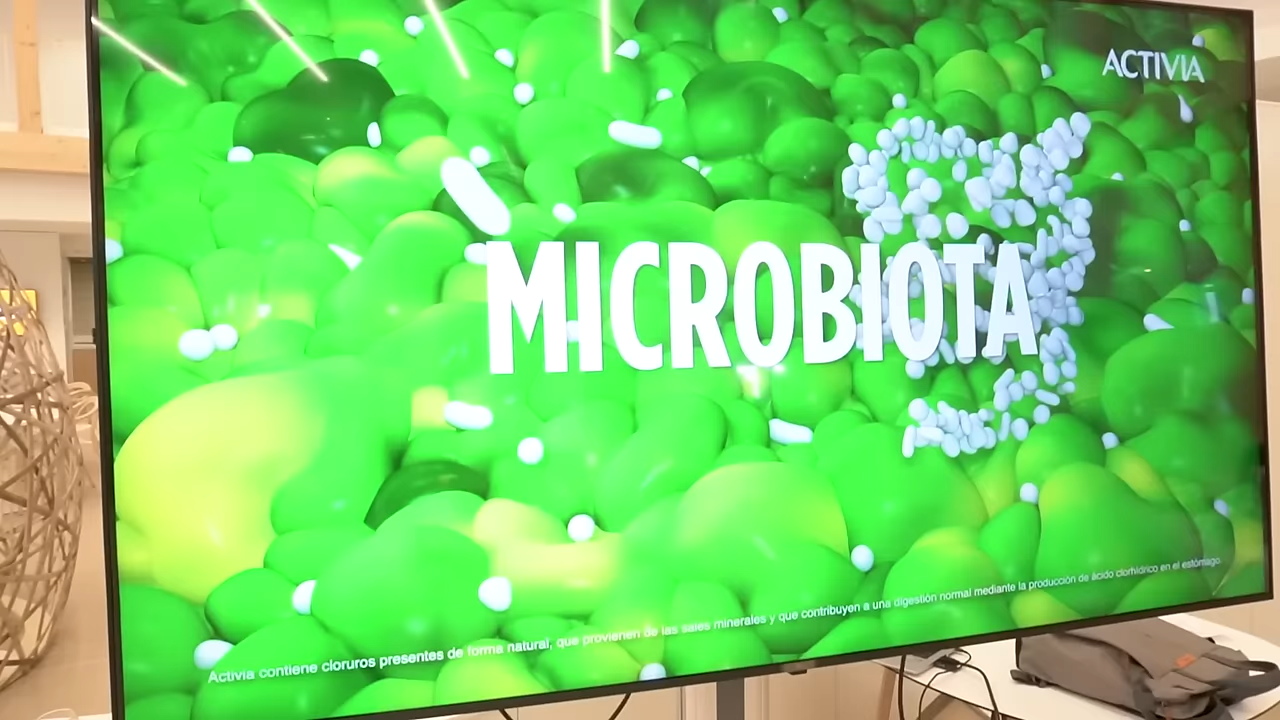 ACTIVIA
MICROBIOTA
Activia contiene cloruros presentes de forma natural, que provienen de las sales minerales y que contribuyen a una digestión normal mediante la producción de ácido clorhídrico en el estómago.